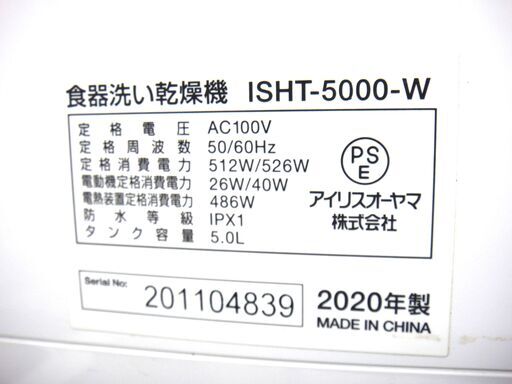 食器洗い乾燥機 ISHT-5000-W
定格電圧 AC100V
定格周波数 50/60Hz
定格消費電力 512W/526W
電動機定格消費電力 26W/40W
電熱装置定格消費電力 486W
防水等級 IPX1
タンク容量 5.0L
PS
E
アイリスオーヤマ
株式会社
Serial No:
201104839
2020年製
MADE IN CHINA